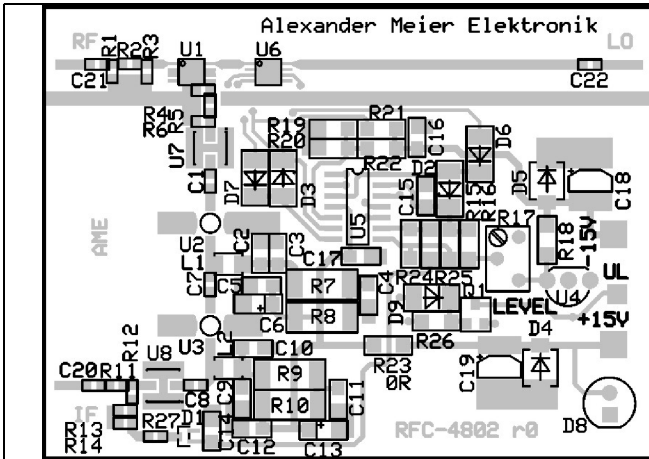 Alexander Meier Elektronik
RF
R1
R2
R3
U1
U6
LO
C21
C22
R4
R5
R6
U7
R19
R20
R21
C16
D6
R22
D7
D3
C15
D2
R15
R16
D5
C18
C1
U5
R17
R18
-15V
AME
U2
C2
C3
C17
L1
C7
C5
R7
C4
R24
R25
Q1
LEVEL
U4
UL
C6
R8
D9
+15V
U3
L2
C10
R26
D4
R12
U8
R23
0R
C20
R11
C8
C9
R9
C11
C19
R10
IF
R13
R14
R27
D1
C14
C12
C13
RFC-4802 r0
D8